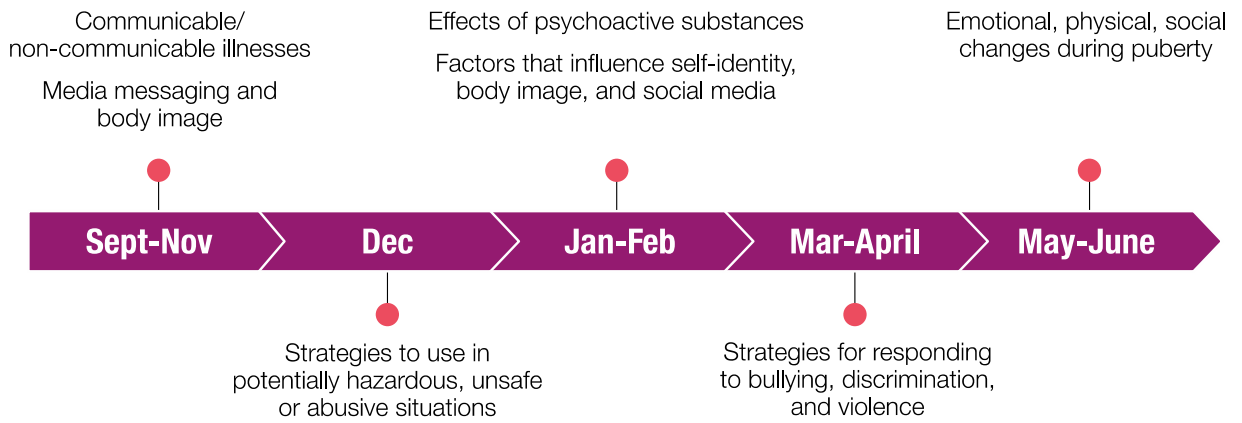 Communicable/
non-communicable illnesses
Media messaging and
body image
Effects of psychoactive substances
Factors that influence self-identity,
body image, and social media
Emotional, physical, social
changes during puberty
Sept-Nov
Dec
Jan-Feb
Mar-April
May-June
Strategies to use in
potentially hazardous, unsafe
or abusive situations
Strategies for responding
to bullying, discrimination,
and violence